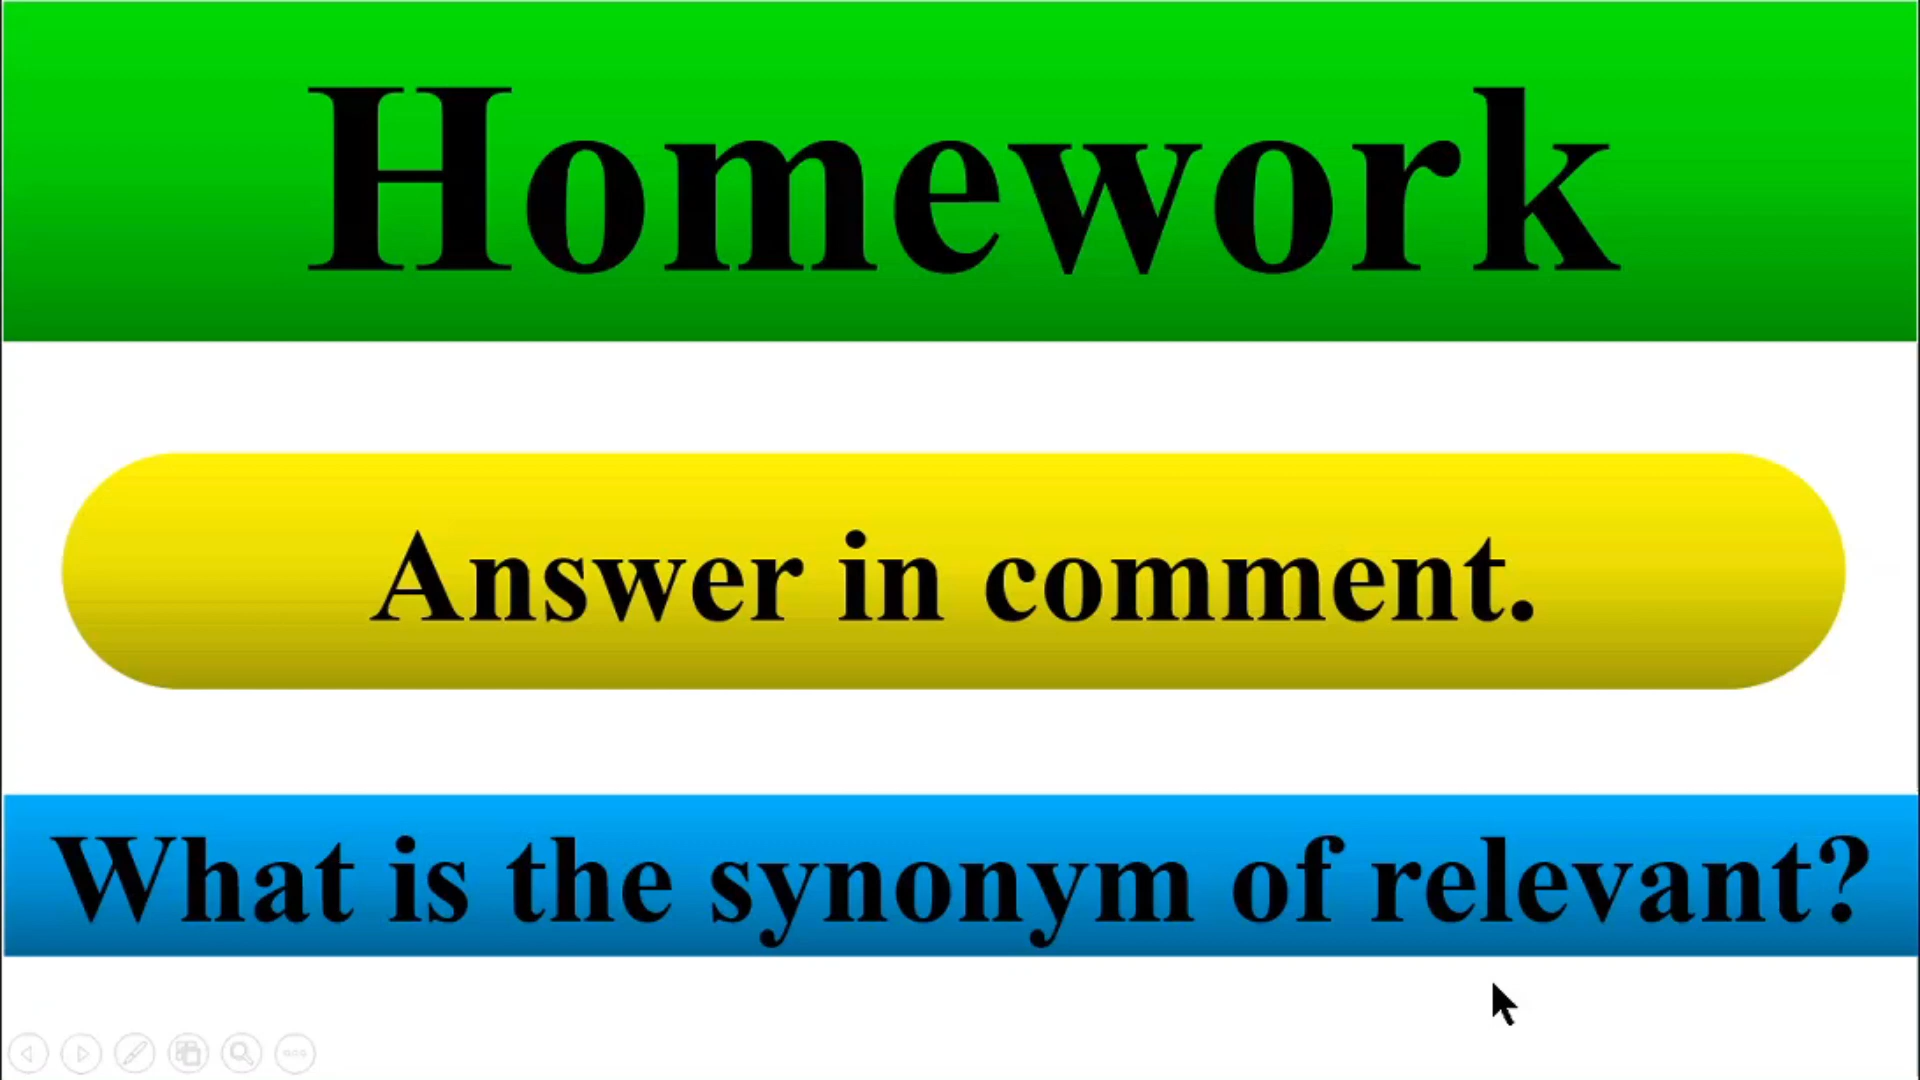 Homework
Answer in comment.
What is the synonym of relevant?